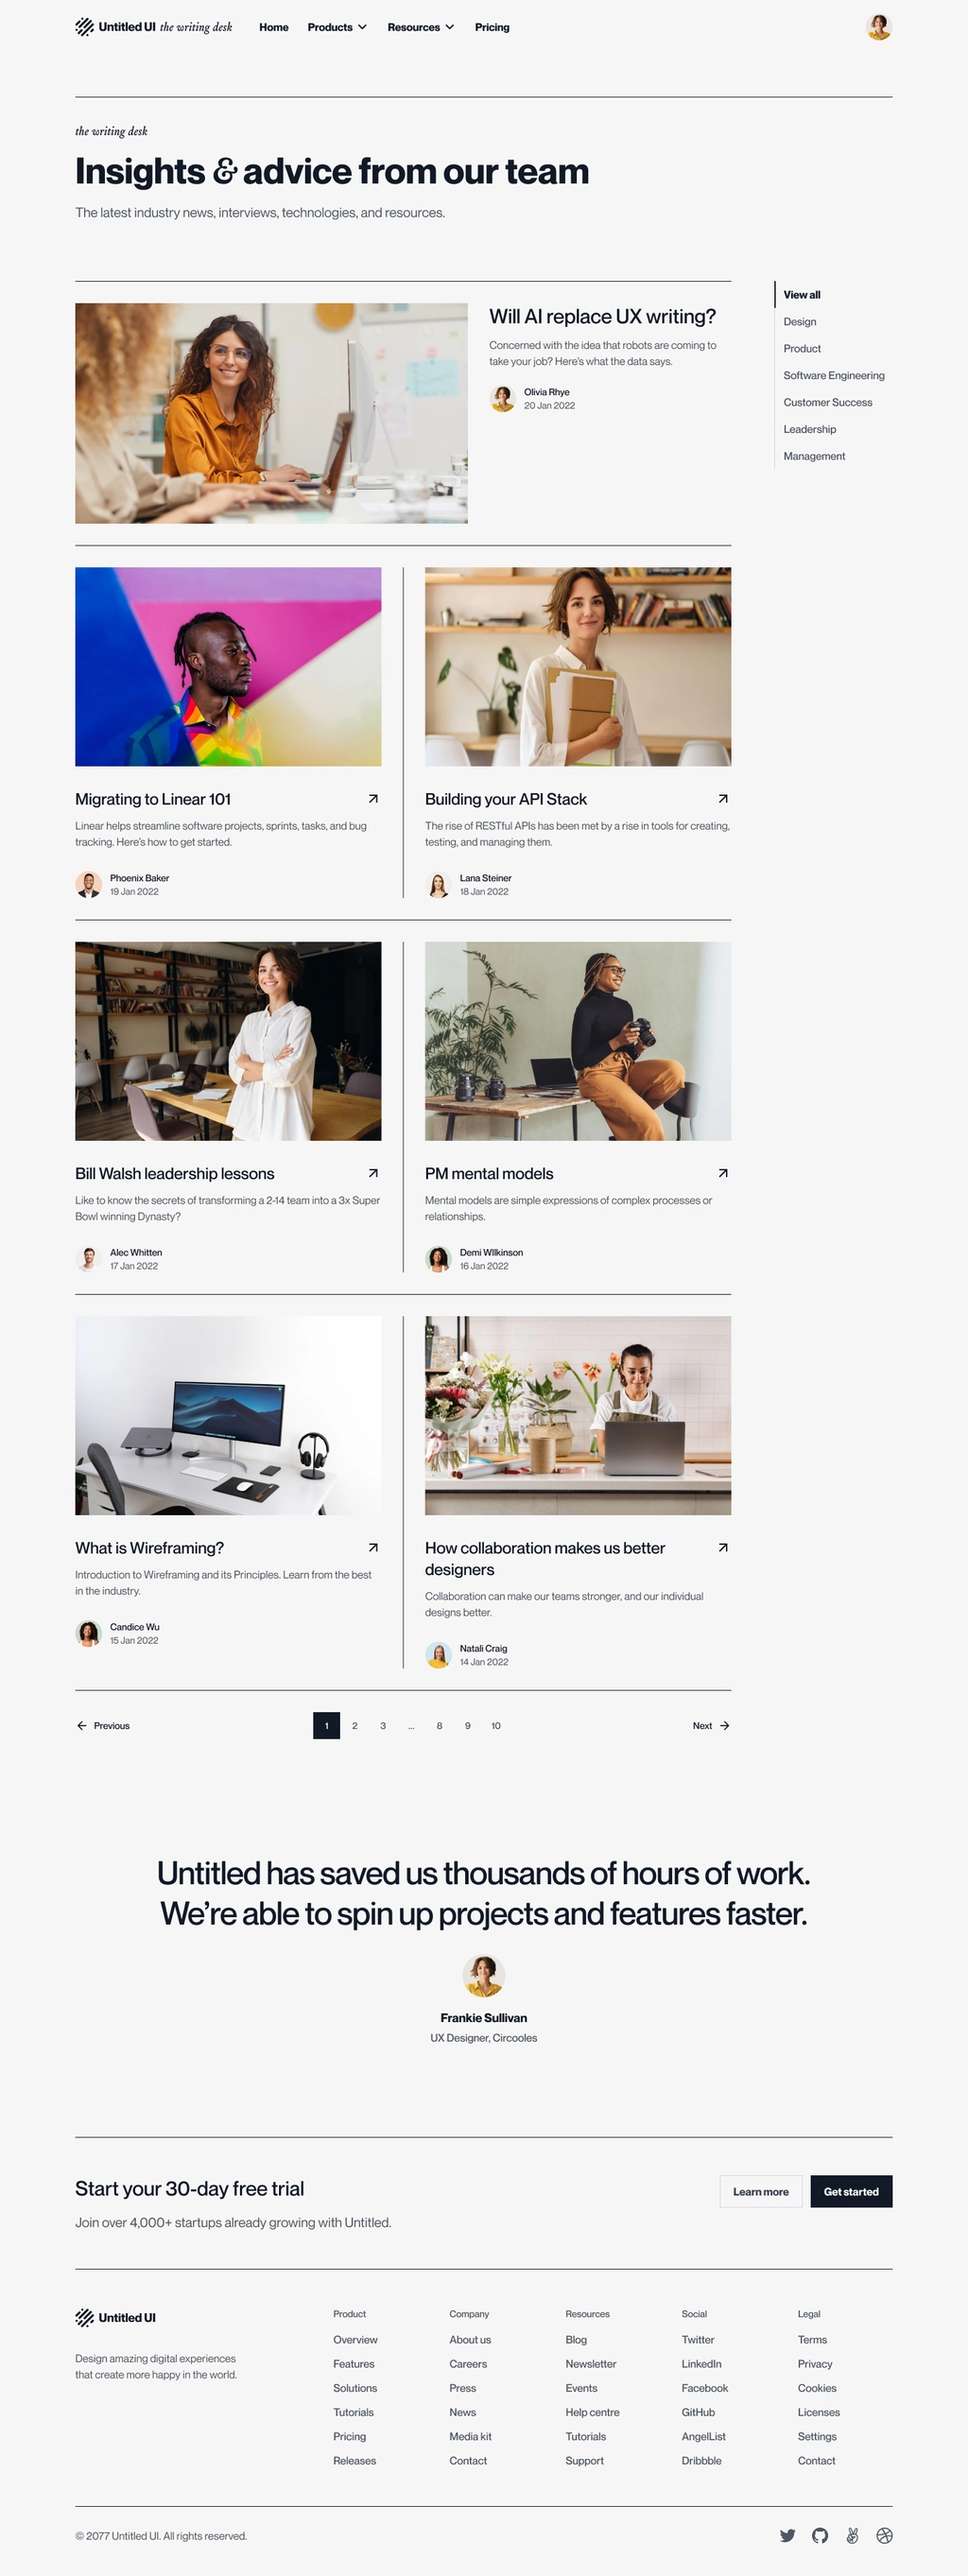 Untitled UI the writing desk
Home
Products
Resources
Pricing
the writing desk
Insights & advice from our team
The latest industry news, interviews, technologies, and resources.
Will AI replace UX writing?
Concerned with the idea that robots are coming to
take your job? Here's what the data says.
Olivia Rhye
20 Jan 2022
View all
Design
Product
Software Engineering
Customer Success
Leadership
Management
Migrating to Linear 101
Linear helps streamline software projects, sprints, tasks, and bug
tracking. Here's how to get started.
Phoenix Baker
19 Jan 2022
Building your API Stack
The rise of RESTful APIs has been met by a rise in tools for creating,
testing, and managing them.
Lana Steiner
18 Jan 2022
Bill Walsh leadership lessons
Like to know the secrets of transforming a 2-14 team into a 3x Super
Bowl winning Dynasty?
Alec Whitten
17 Jan 2022
PM mental models
Mental models are simple expressions of complex processes or
relationships.
Demi WIlkinson
16 Jan 2022
What is Wireframing?
Introduction to Wireframing and its Principles. Learn from the best
in the industry.
Candice Wu
15 Jan 2022
How collaboration makes us better
designers
Collaboration can make our teams stronger, and our individual
designs better.
Natali Craig
14 Jan 2022
Previous
1 2 3 ... 8 9 10
Next
Untitled has saved us thousands of hours of work.
We're able to spin up projects and features faster.
Frankie Sullivan
UX Designer, Circooles
Start your 30-day free trial
Join over 4,000+ startups already growing with Untitled.
Learn more
Get started
Untitled UI
Design amazing digital experiences
that create more happy in the world.
Product
Overview
Features
Solutions
Tutorials
Pricing
Releases
Company
About us
Careers
Press
News
Media kit
Contact
Resources
Blog
Newsletter
Events
Help centre
Tutorials
Support
Social
Twitter
LinkedIn
Facebook
GitHub
AngelList
Dribbble
Legal
Terms
Privacy
Cookies
Licenses
Settings
Contact
© 2077 Untitled UI. All rights reserved.